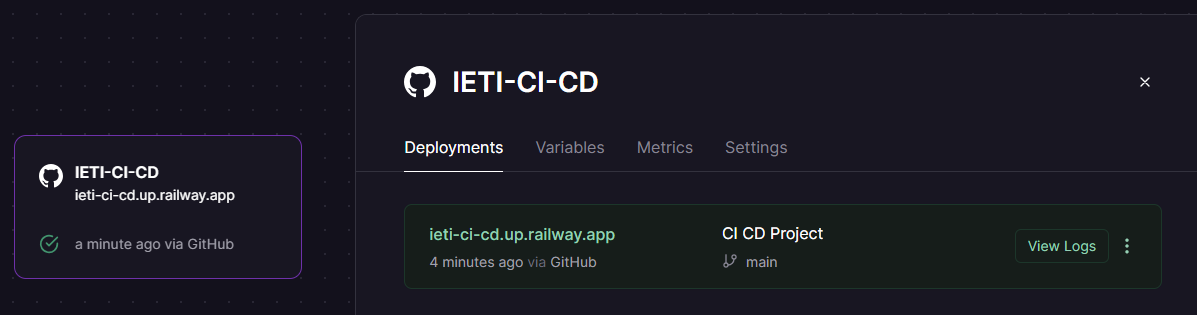 IETI-CI-CD
ieti-ci-cd.up.railway.app
a minute ago via GitHub
IETI-CI-CD
Deployments Variables Metrics Settings
ieti-ci-cd.up.railway.app
4 minutes ago via GitHub
CI CD Project
main
View Logs